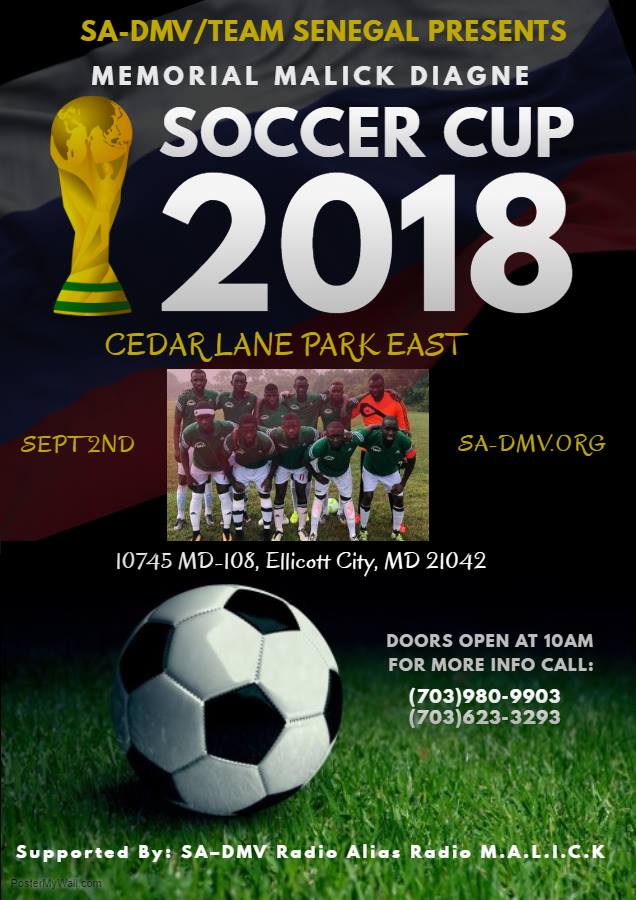 SA-DMV/TEAM SENEGAL PRESENTS
MEMORIAL MALICK DIAGNE
SOCCER CUP
2018
CEDAR LANE PARK EAST
SEPT 2ND
SA-DMV.ORG
10745 MD-108, Ellicott City, MD 21042
DOORS OPEN AT 10AM
FOR MORE INFO CALL:
(703)980-9903
(703)623-3293
Supported By: SA-DMV Radio Alias Radio M.A.L.I.C.K
PosterMyWall.com